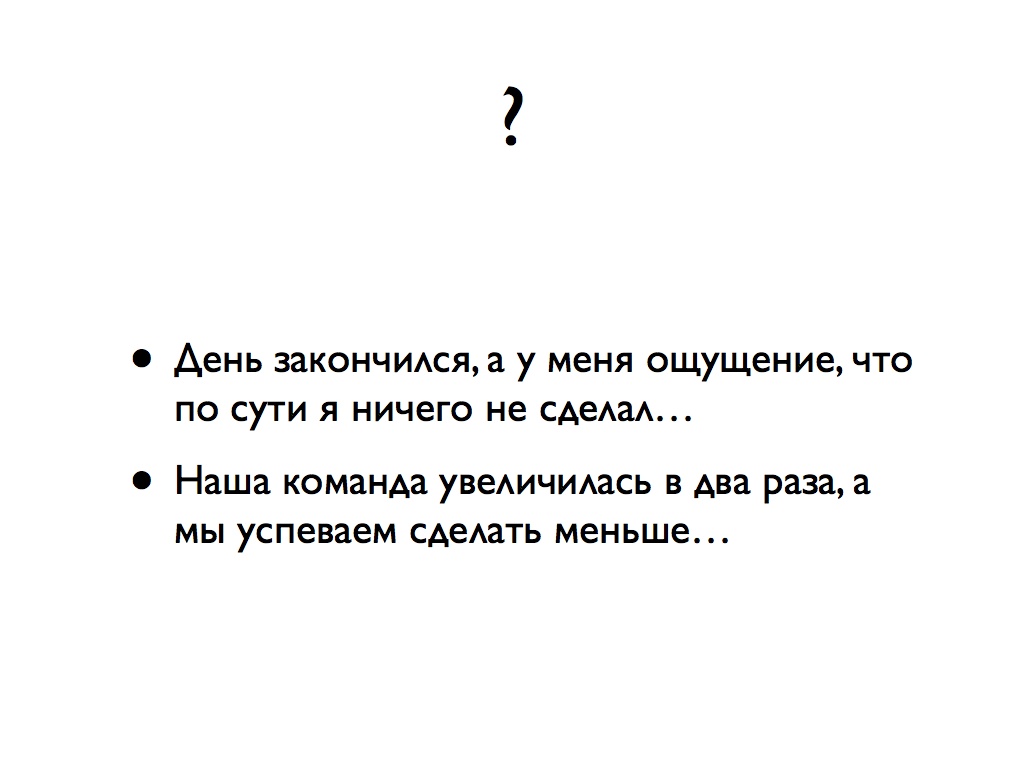 ?
• День закончился, а у меня ощущение, что
по сути я ничего не сделал…
• Наша команда увеличилась в два раза, а
мы успеваем сделать меньше…